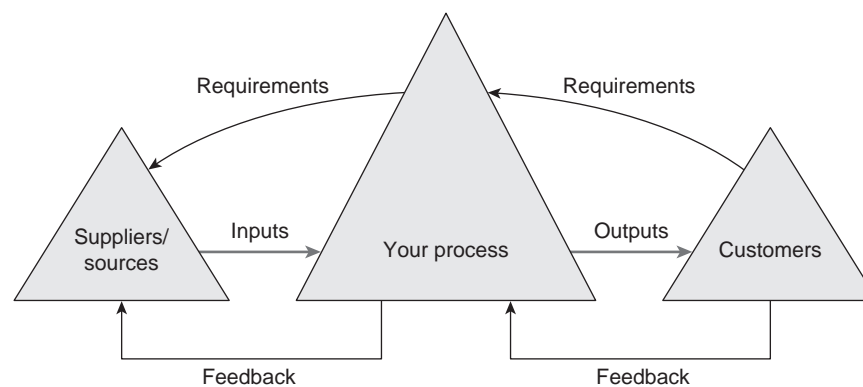 Requirements
Requirements
Suppliers/
sources
Inputs
Your process
Outputs
Customers
Feedback
Feedback